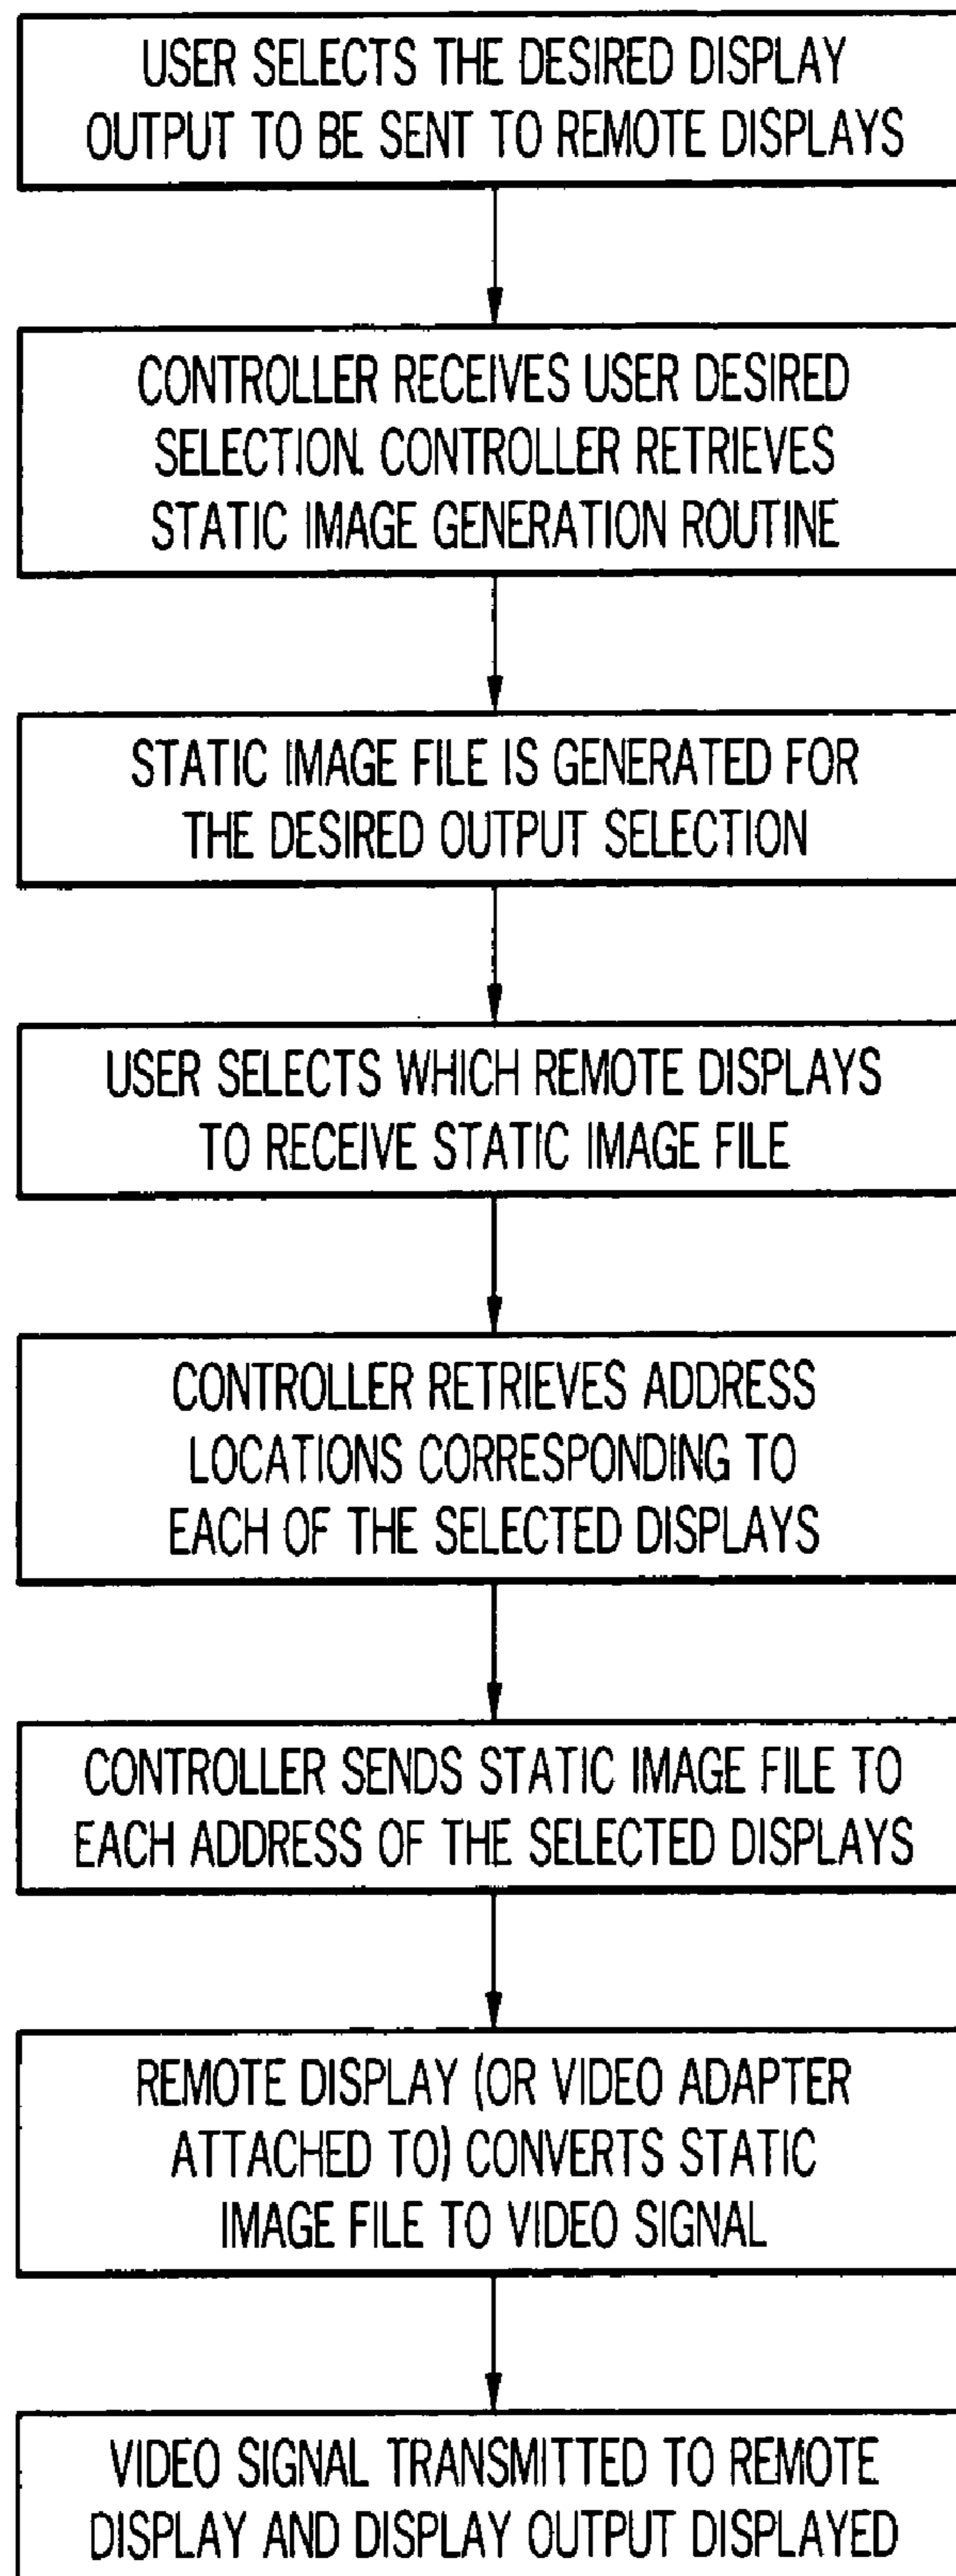 USER SELECTS THE DESIRED DISPLAY
OUTPUT TO BE SENT TO REMOTE DISPLAYS
CONTROLLER RECEIVES USER DESIRED
SELECTION. CONTROLLER RETRIEVES
STATIC IMAGE GENERATION ROUTINE
STATIC IMAGE FILE IS GENERATED FOR
THE DESIRED OUTPUT SELECTION
USER SELECTS WHICH REMOTE DISPLAYS
TO RECEIVE STATIC IMAGE FILE
CONTROLLER RETRIEVES ADDRESS
LOCATIONS CORRESPONDING TO
EACH OF THE SELECTED DISPLAYS
CONTROLLER SENDS STATIC IMAGE FILE TO
EACH ADDRESS OF THE SELECTED DISPLAYS
REMOTE DISPLAY (OR VIDEO ADAPTER
ATTACHED TO) CONVERTS STATIC
IMAGE FILE TO VIDEO SIGNAL
VIDEO SIGNAL TRANSMITTED TO REMOTE
DISPLAY AND DISPLAY OUTPUT DISPLAYED